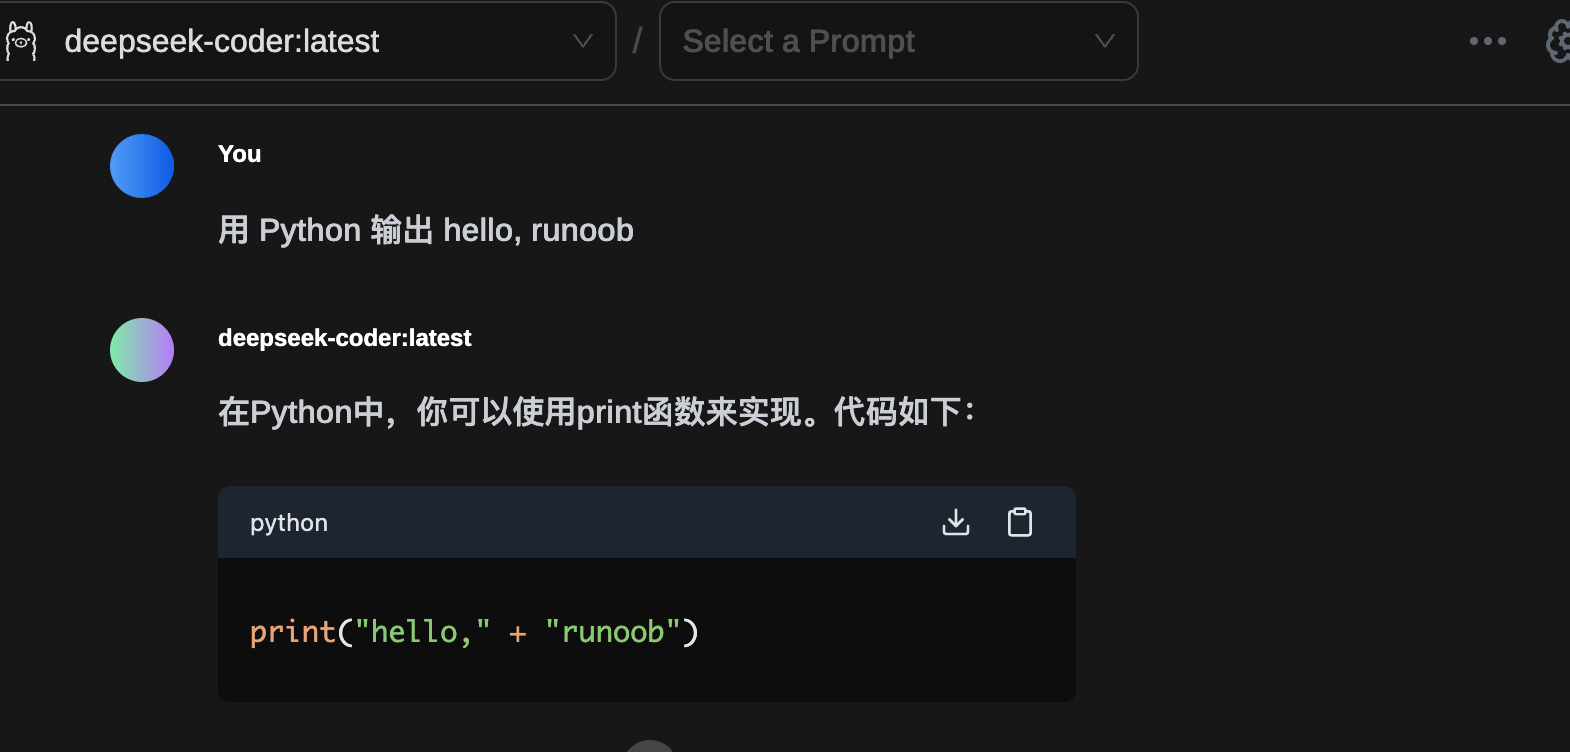 deepseek-coder:latest / Select a Prompt
You
用 Python 输出 hello, runoob
deepseek-coder:latest
在Python中，你可以使用print函数来实现。代码如下：
python
print("hello," + "runoob")